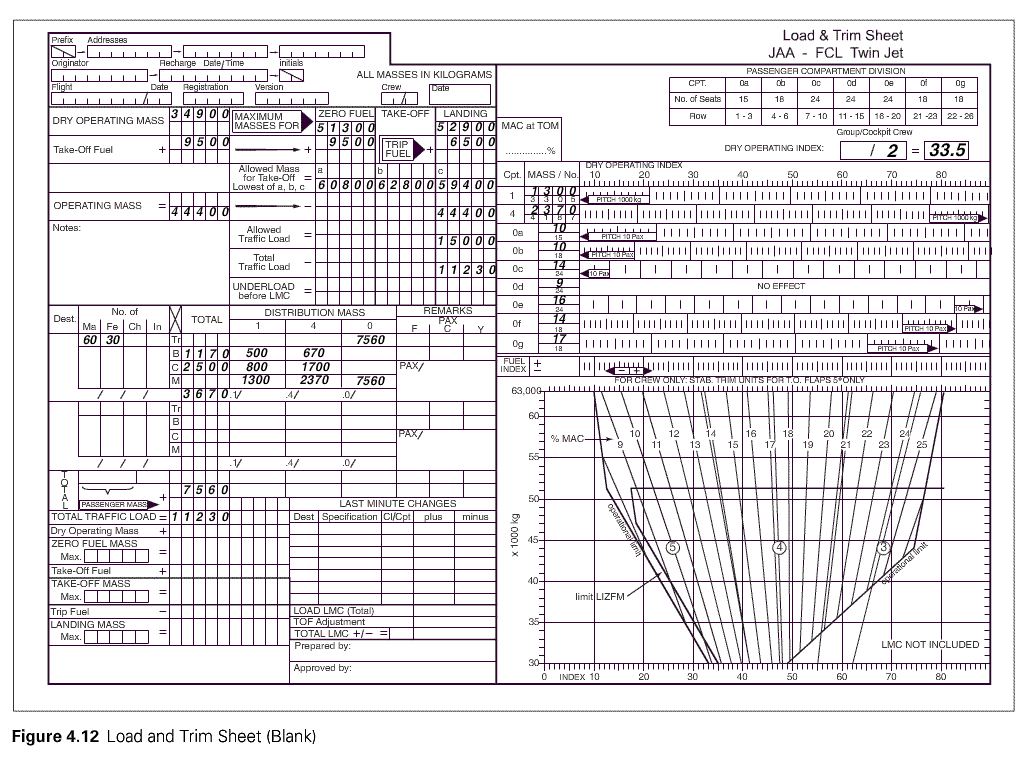 Load & Trim Sheet
JAA - FCL Twin Jet
Prefix Addresses
Originator Recharge Date/Time initials
ALL MASSES IN KILOGRAMS
Flight Date Registration Version Crew Date
DRY OPERATING MASS 34900 MAXIMUM MASSES FOR ZERO FUEL TAKE-OFF LANDING
51300 52900
Take-Off Fuel + 9500 + 9500 TRIP FUEL + 6500
Allowed Mass for Take-Off Lowest of a, b, c = a b c
60800 62800 59400
OPERATING MASS = 44400 44400
Notes:
Allowed Traffic Load = 15000
Total Traffic Load − 11230
UNDERLOAD before LMC =
Dest. No. of TOTAL DISTRIBUTION MASS REMARKS
Ma Fe Ch In 1 4 0 PAX
F C Y
60 30 Tr 7560
B 1170 500 670
C 2500 800 1700 PAX/
M 1300 2370 7560
/ / / 3670 .1/ .4/ .0/
Tr
B
C PAX/
M
/ / / .1/ .4/ .0/
TOTAL
PASSENGER MASS + 7560
TOTAL TRAFFIC LOAD = 11230
Dry Operating Mass +
ZERO FUEL MASS
Max. =
Take-Off Fuel +
TAKE-OFF MASS
Max. =
Trip Fuel −
LANDING MASS
Max. =
LAST MINUTE CHANGES
Dest Specification Cl/Cpt plus minus
LOAD LMC (Total)
TOF Adjustment
TOTAL LMC +/− =
Prepared by:
Approved by:
PASSENGER COMPARTMENT DIVISION
CPT. 0a 0b 0c 0d 0e 0f 0g
No. of Seats 15 18 24 24 24 18 18
Row 1 - 3 4 - 6 7 - 10 11 - 15 16 - 20 21 -23 22 - 26
Group/Cockpit Crew
DRY OPERATING INDEX: / 2 = 33.5
MAC at TOM
...............%
DRY OPERATING INDEX
Cpt. MASS / No. 10 20 30 40 50 60 70 80
1 1300 3305 PITCH 1000 kg
4 2370 4187 PITCH 1000kg
0a 10 15 PITCH 10 Pax
0b 10 18 PITCH 10 Pax
0c 14 24 10 Pax
0d 9 24 NO EFFECT
0e 16 24 10 Pax
0f 14 18 PITCH 10 Pax
0g 17 18 PITCH 10 Pax
FUEL INDEX + − − +
FOR CREW ONLY: STAB. TRIM UNITS FOR T.O. FLAPS 5° ONLY
63,000
60
% MAC
9 10 11 12 13 14 15 16 17 18 19 20 21 22 23 24 25
55
50
x 1000 kg
45
operational limit
5 4 3
operational limit
40
limit LIZFM
35
LMC NOT INCLUDED
30
0 INDEX 10 20 30 40 50 60 70 80
Figure 4.12 Load and Trim Sheet (Blank)